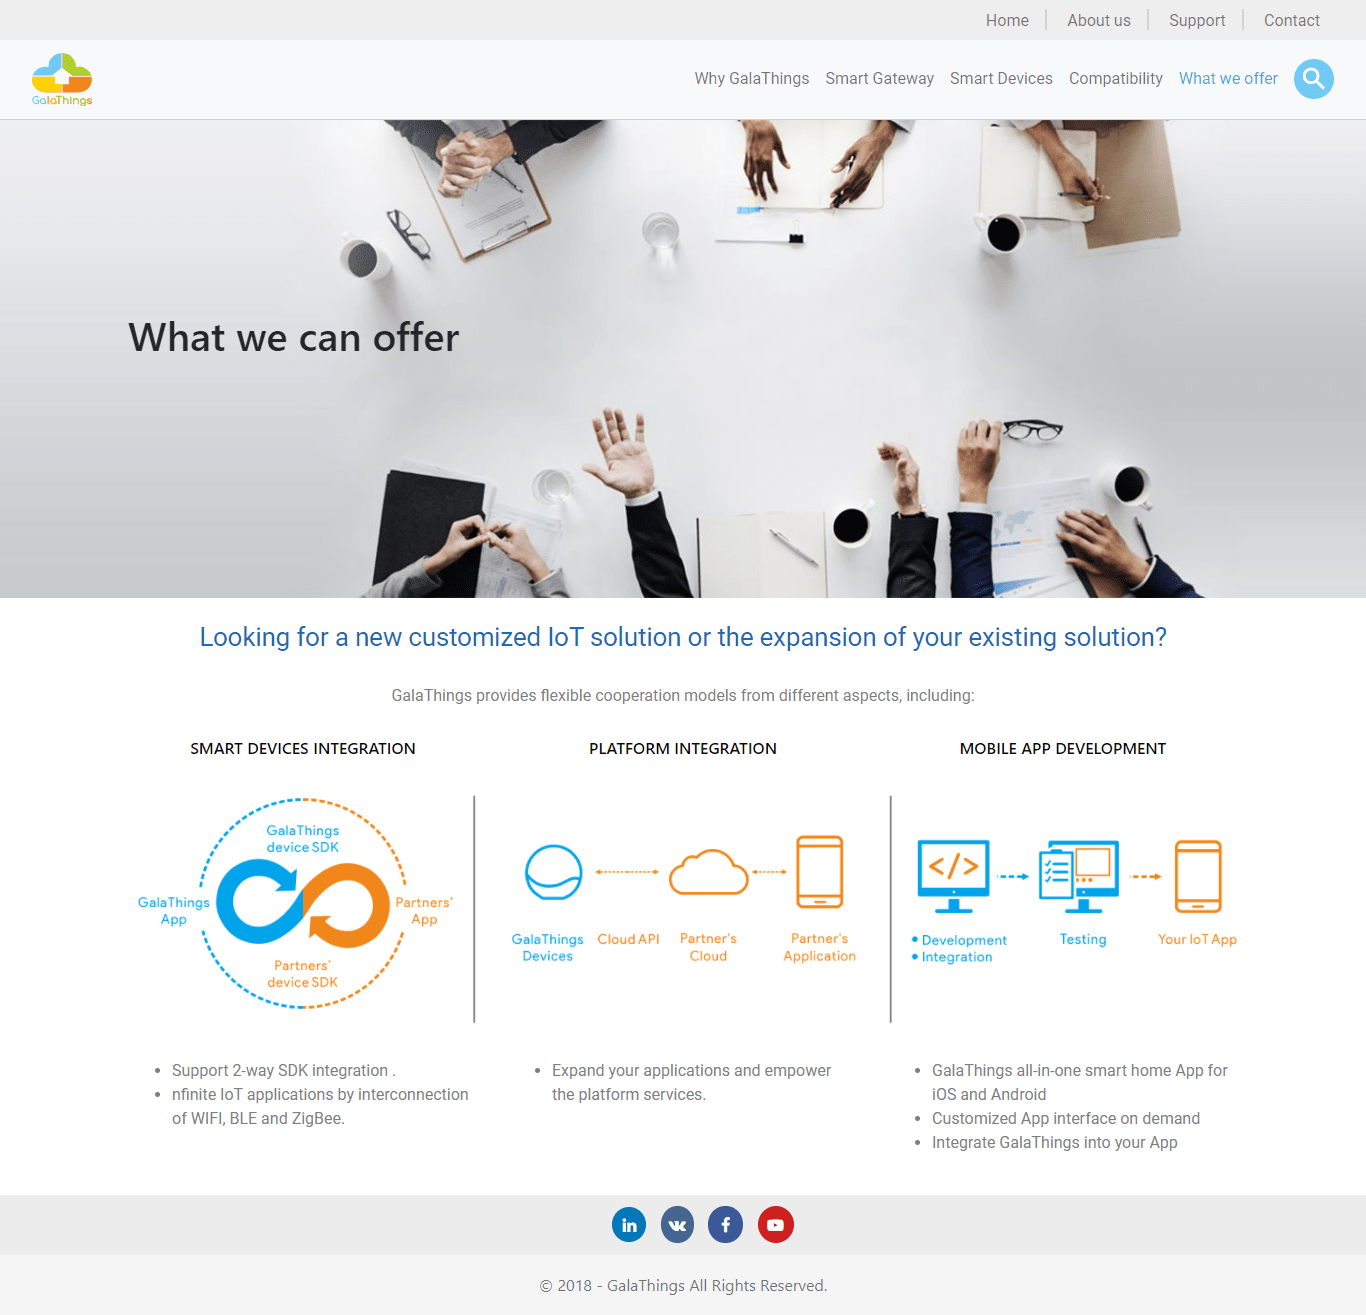 Home
About us
Support
Contact
GalaThings
Why GalaThings
Smart Gateway
Smart Devices
Compatibility
What we offer
What we can offer
Looking for a new customized IoT solution or the expansion of your existing solution?
GalaThings provides flexible cooperation models from different aspects, including:
SMART DEVICES INTEGRATION
GalaThings
device SDK
GalaThings
App
Partners'
App
Partners'
device SDK
• Support 2-way SDK integration .
• nfinite IoT applications by interconnection
of WIFI, BLE and ZigBee.
PLATFORM INTEGRATION
GalaThings
Devices
Cloud API
Partner's
Cloud
Partner's
Application
• Expand your applications and empower
the platform services.
MOBILE APP DEVELOPMENT
</>
• Development
• Integration
Testing
Your IoT App
• GalaThings all-in-one smart home App for
iOS and Android
• Customized App interface on demand
• Integrate GalaThings into your App
© 2018 - GalaThings All Rights Reserved.